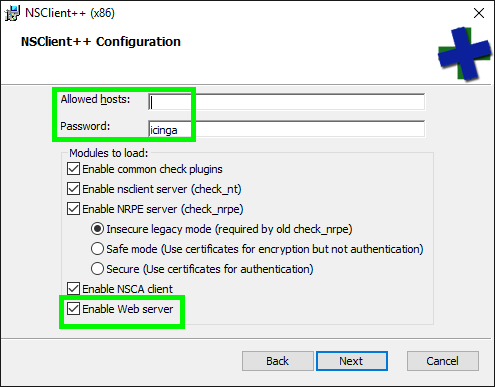 NSClient++ (x86)
NSClient++ Configuration
Allowed hosts:
Password:
icinga
Modules to load:
Enable common check plugins
Enable nsclient server (check_nt)
Enable NRPE server (check_nrpe)
Insecure legacy mode (required by old check_nrpe)
Safe mode (Use certificates for encryption but not authentication)
Secure (Use certificates for authentication)
Enable NSCA client
Enable Web server
Back Next Cancel